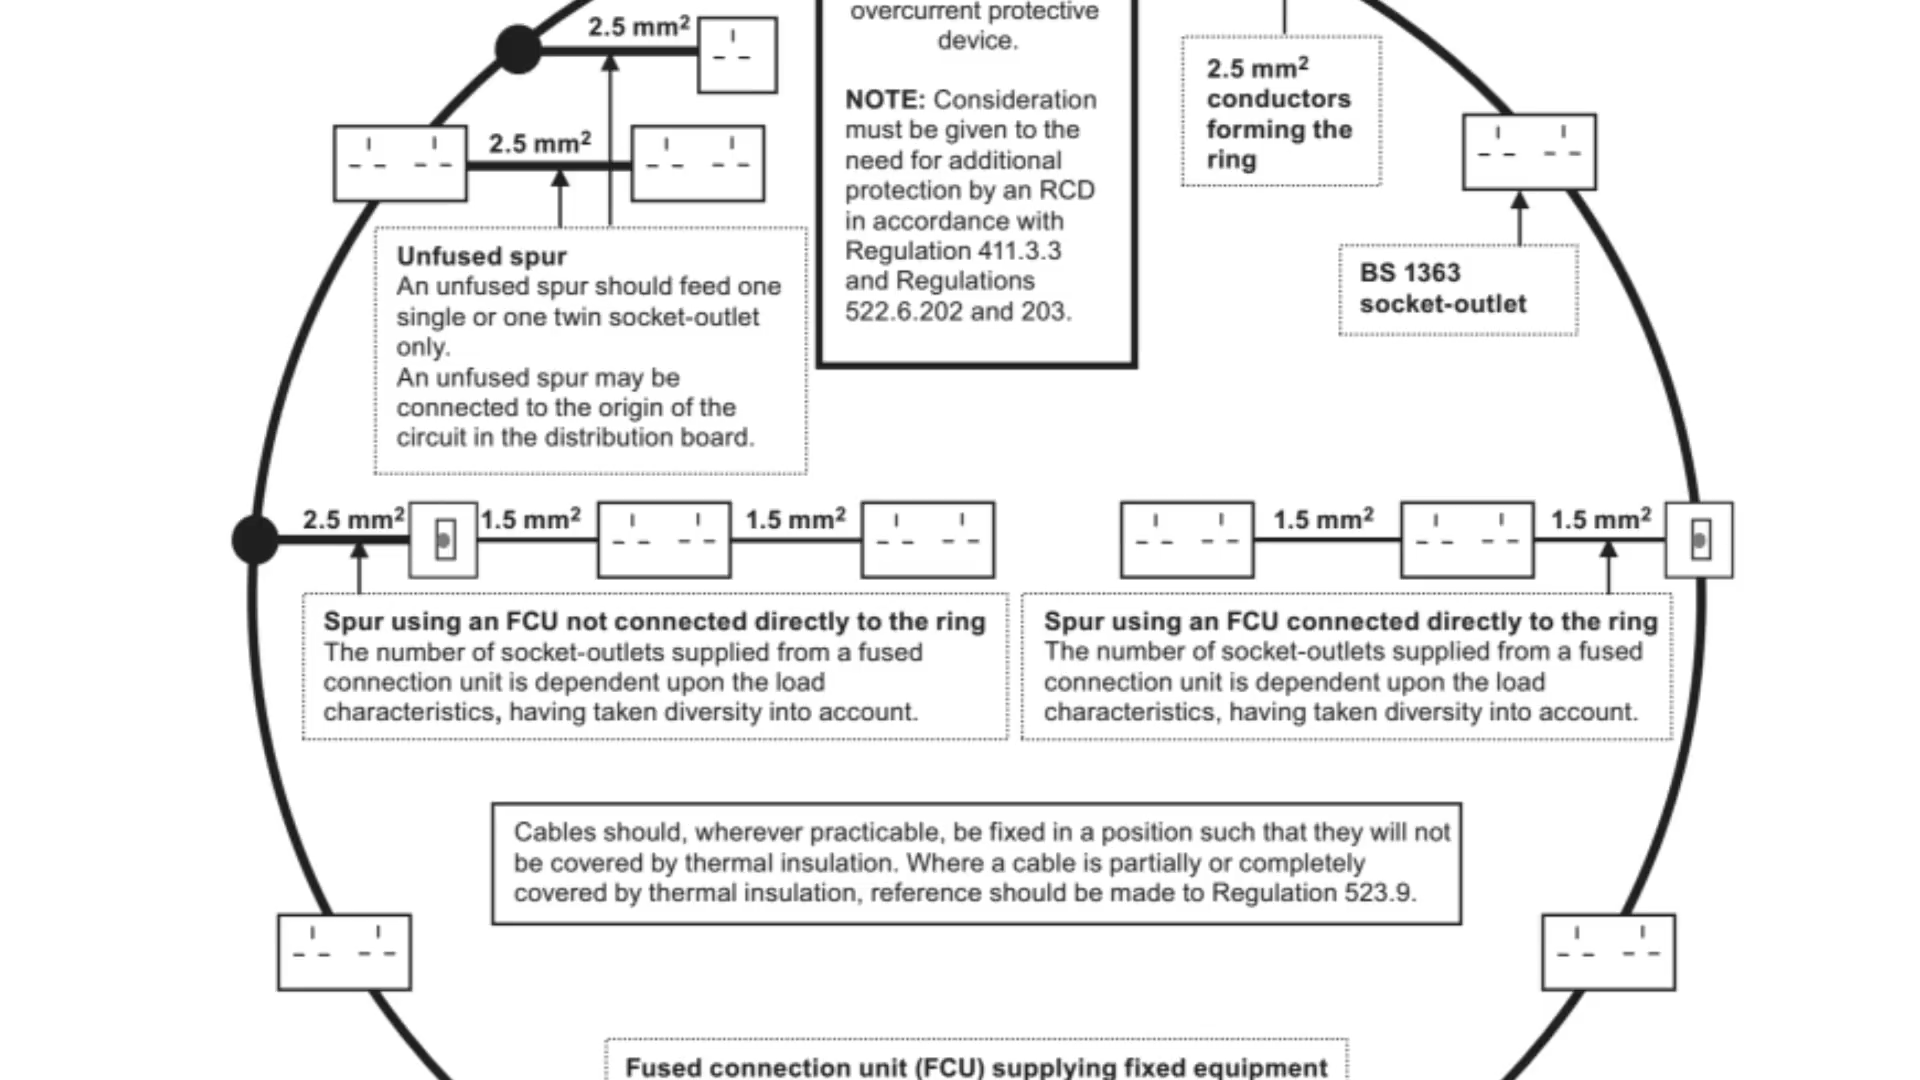 2.5 mm²
2.5 mm²
Unfused spur
An unfused spur should feed one
single or one twin socket-outlet
only.
An unfused spur may be
connected to the origin of the
circuit in the distribution board.
overcurrent protective
device.
NOTE: Consideration
must be given to the
need for additional
protection by an RCD
in accordance with
Regulation 411.3.3
and Regulations
522.6.202 and 203.
2.5 mm²
conductors
forming the
ring
BS 1363
socket-outlet
2.5 mm²
1.5 mm²
1.5 mm²
1.5 mm²
1.5 mm²
Spur using an FCU not connected directly to the ring
The number of socket-outlets supplied from a fused
connection unit is dependent upon the load
characteristics, having taken diversity into account.
Spur using an FCU connected directly to the ring
The number of socket-outlets supplied from a fused
connection unit is dependent upon the load
characteristics, having taken diversity into account.
Cables should, wherever practicable, be fixed in a position such that they will not
be covered by thermal insulation. Where a cable is partially or completely
covered by thermal insulation, reference should be made to Regulation 523.9.
Fused connection unit (FCU) supplying fixed equipment